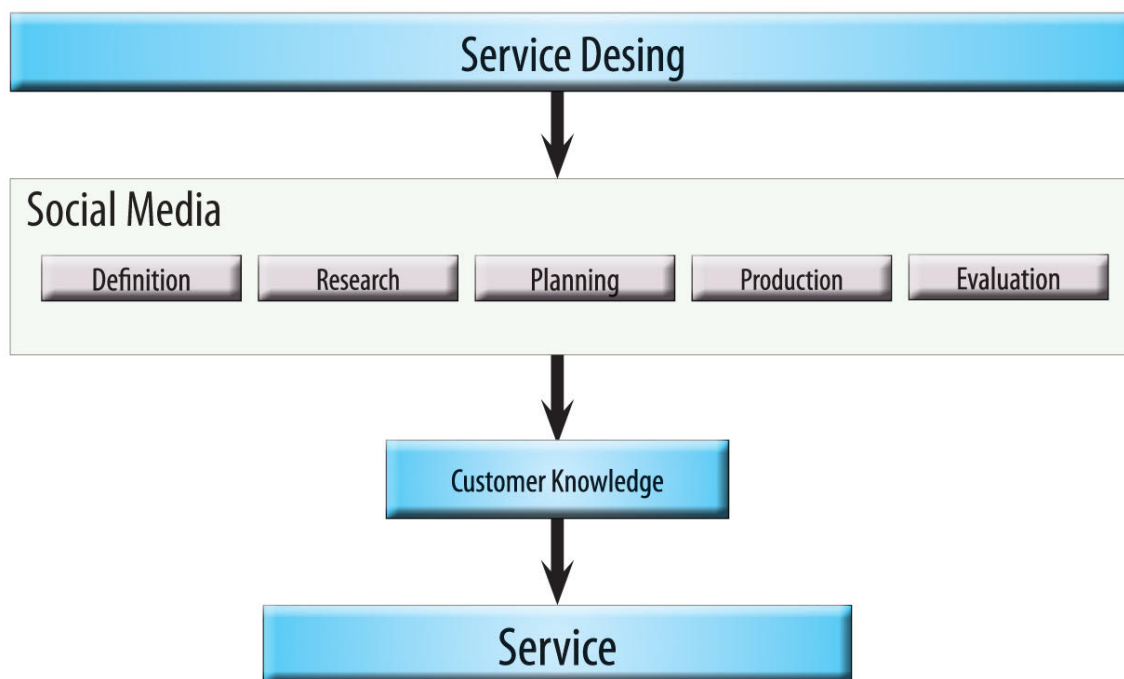 Service Desing
Social Media
Definition
Research
Planning
Production
Evaluation
Customer Knowledge
Service